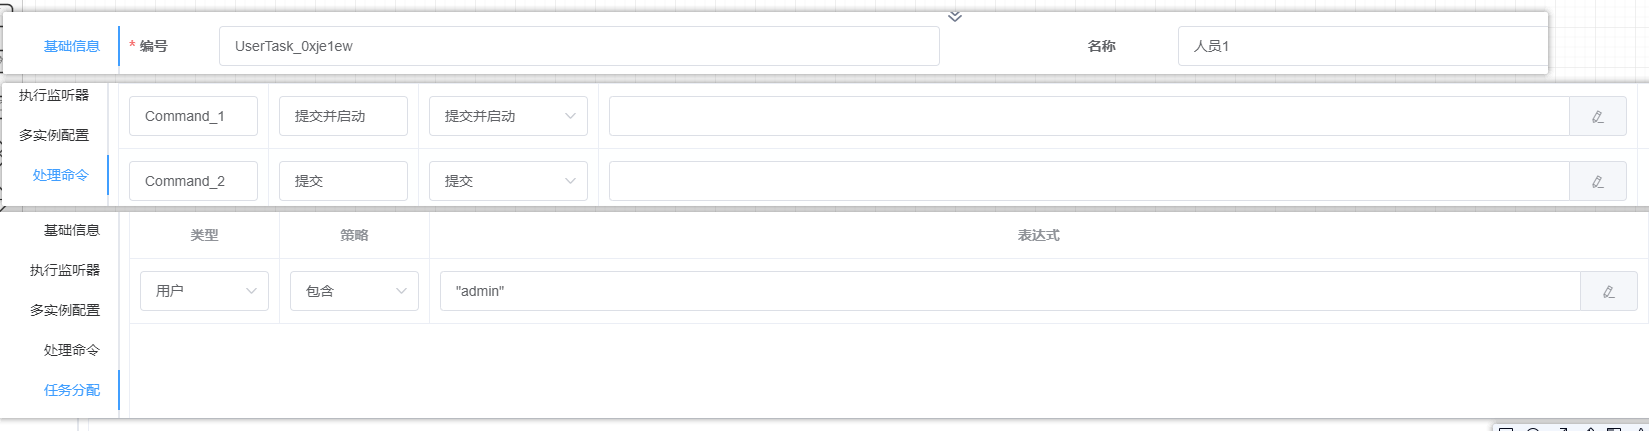 基础信息 * 编号 UserTask_0xje1ew 名称 人员1
执行监听器
Command_1 提交并启动 提交并启动
多实例配置
处理命令 Command_2 提交 提交
基础信息 类型 策略 表达式
执行监听器
用户 包含 "admin"
多实例配置
处理命令
任务分配